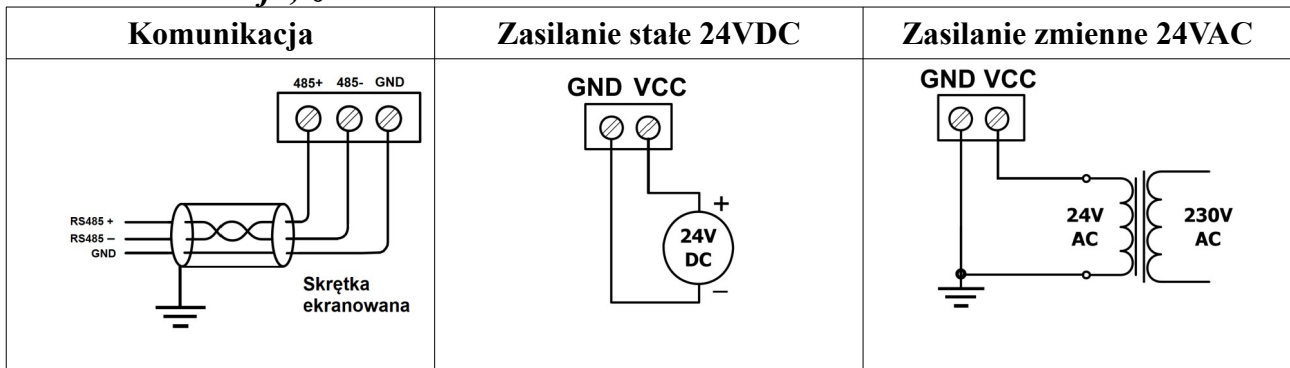 Komunikacja
Zasilanie stałe 24VDC
Zasilanie zmienne 24VAC
485+ 485- GND
RS485 +
RS485 –
GND
Skrętka
ekranowana
GND VCC
+
24V
DC
–
GND VCC
24V
AC
230V
AC